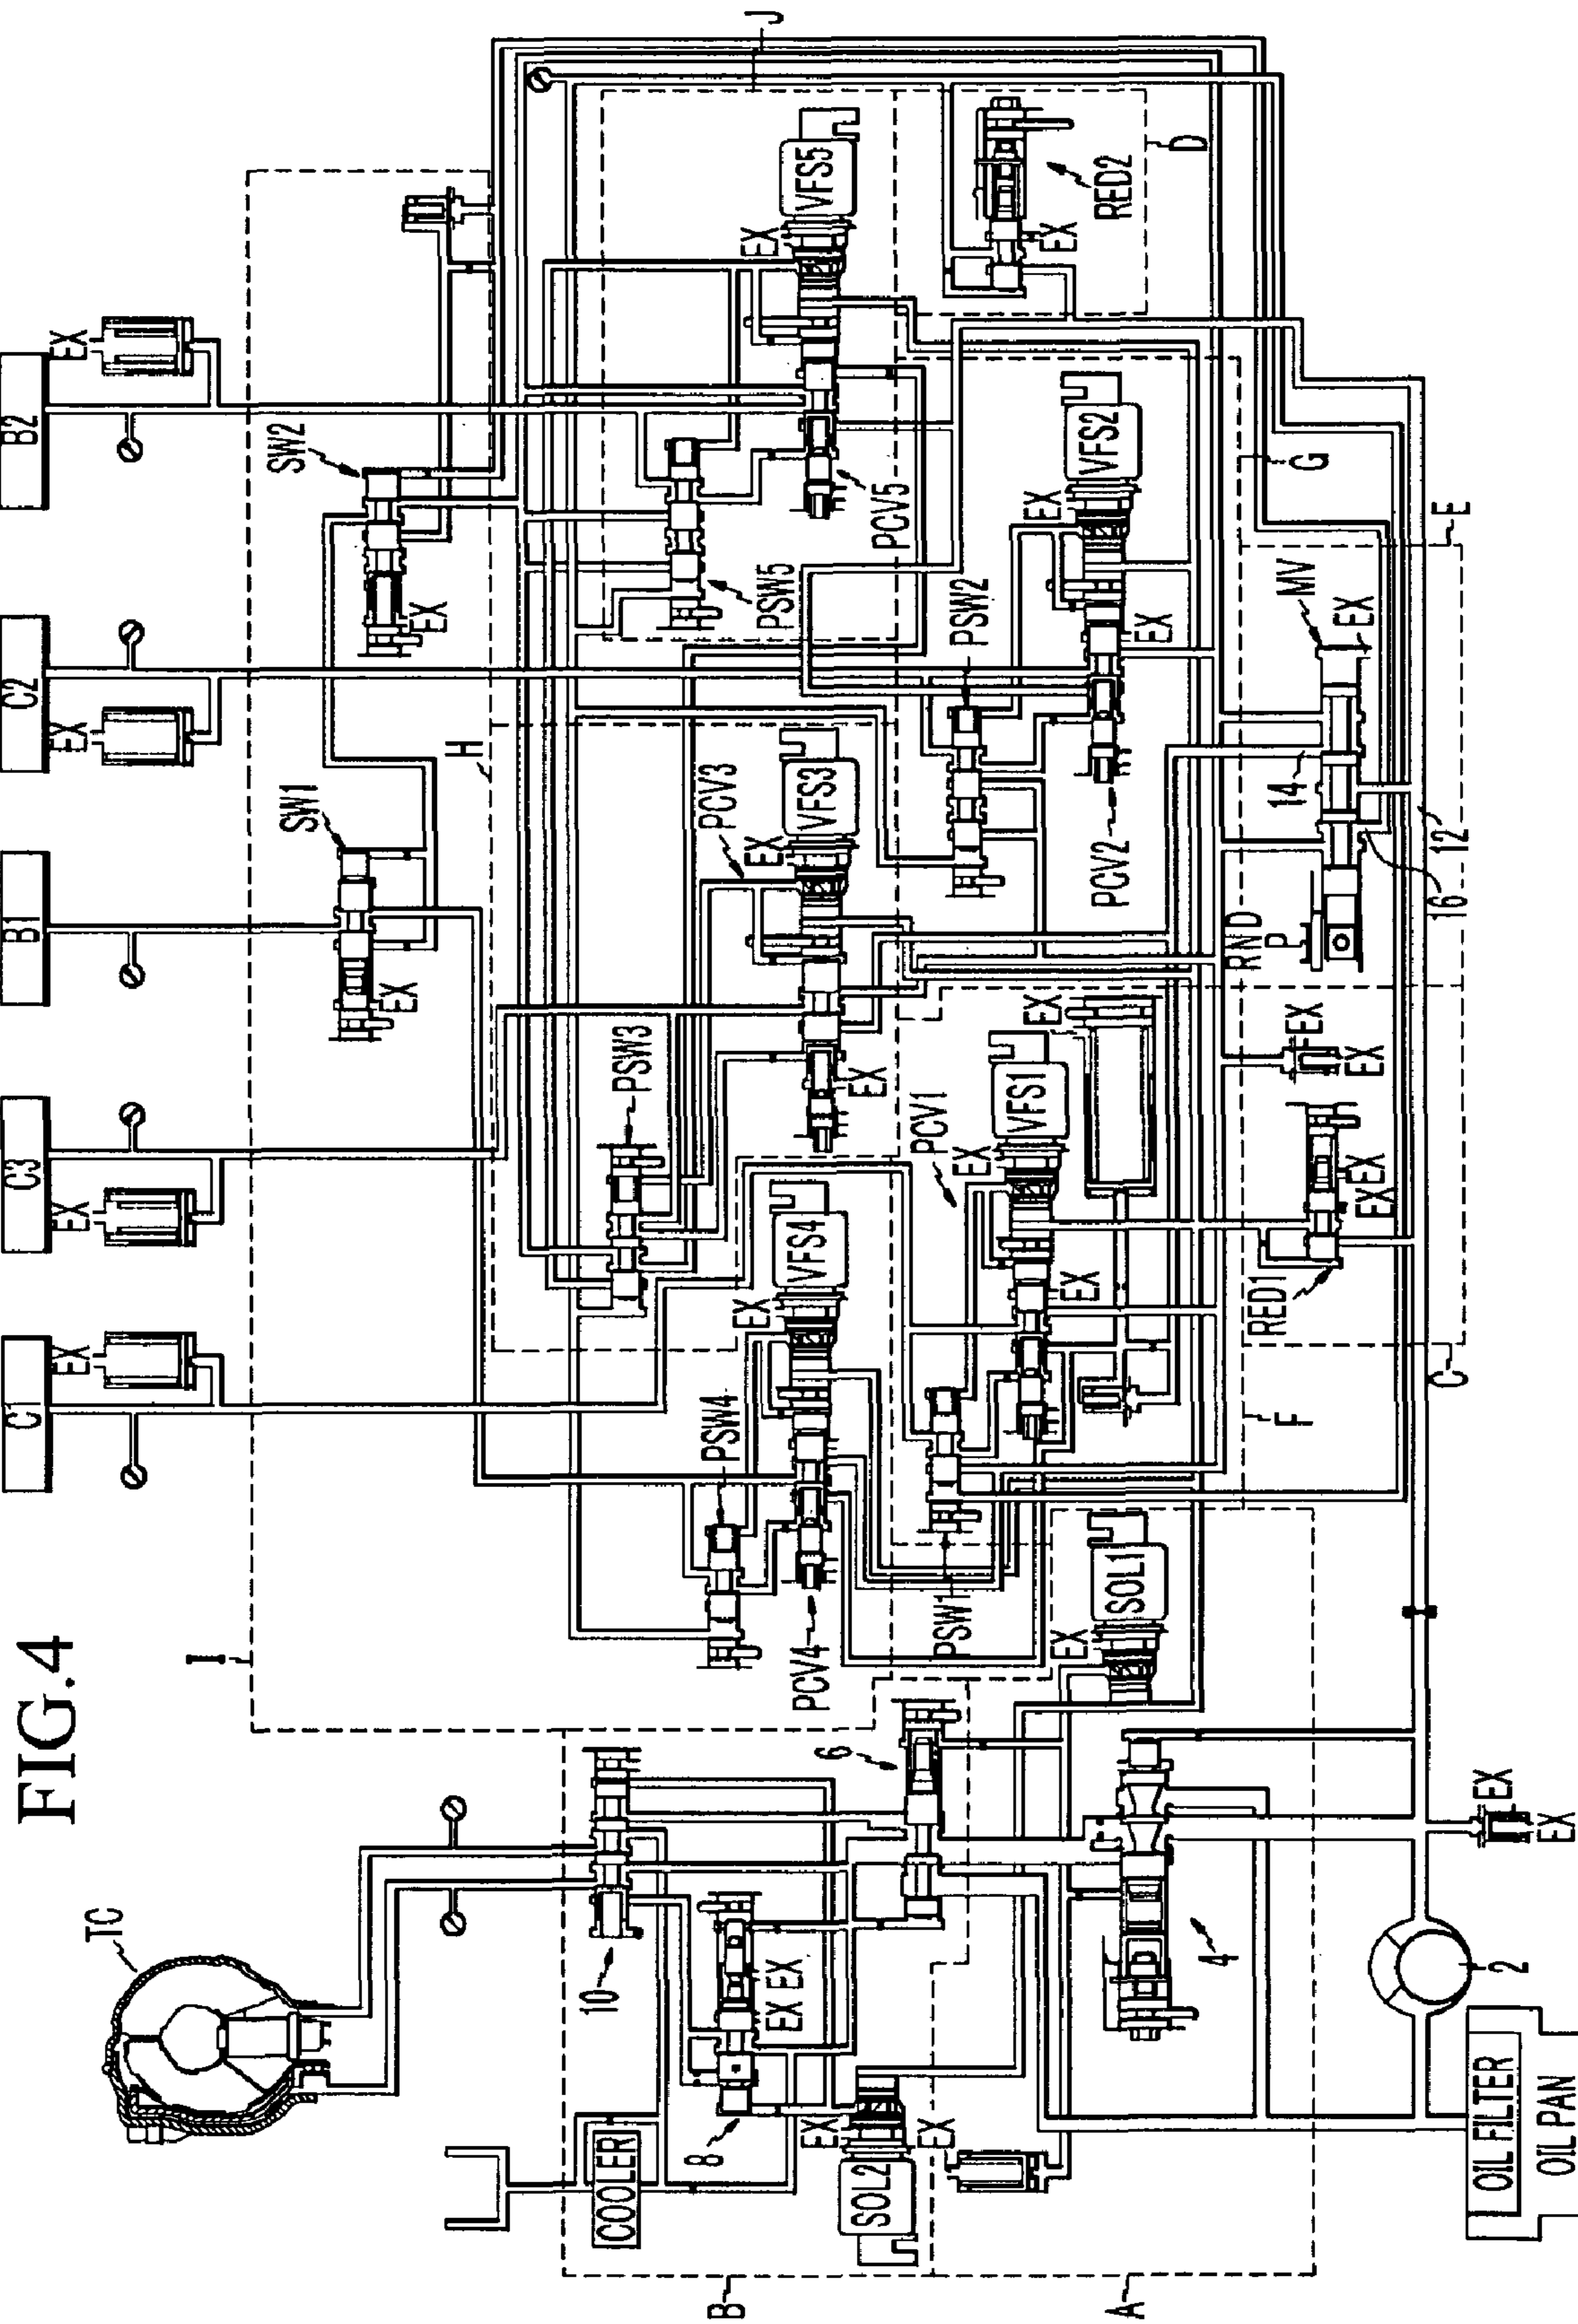 FIG.4
C1
C3
B1
C2
B2
EX
EX
EX
EX
TC
I
SW1
SW2
EX
EX
H
J
10
COOLER
8
EX EX
SOL2
EX
EX
B
6
PSW4
PCV4
VFS4
EX
PSW3
PCV3
VFS3
EX
EX
PSW5
PCV5
VFS5
EX
RED2
EX
D
PSW1
PCV1
VFS1
EX
EX
EX
PSW2
PCV2
VFS2
EX
EX
G
SOL1
EX
F
4
A
RED1
EX
EX
EX
EX
C
R N D
P
MV
EX
14
16
12
E
2
EX
EX
OIL FILTER
OIL PAN